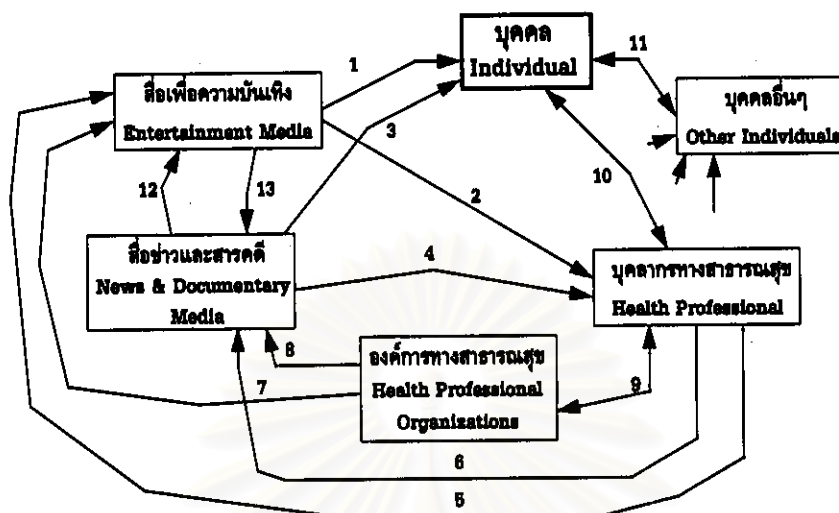 บุคคล
Individual
1
11
สื่อเพื่อความบันเทิง
Entertainment Media
บุคคลอื่นๆ
Other Individuals
3
12
13
2
10
สื่อข่าวและสารคดี
News & Documentary
Media
4
บุคลากรทางสาธารณสุข
Health Professional
8
องค์การทางสาธารณสุข
Health Professional
Organizations
7
9
6
5